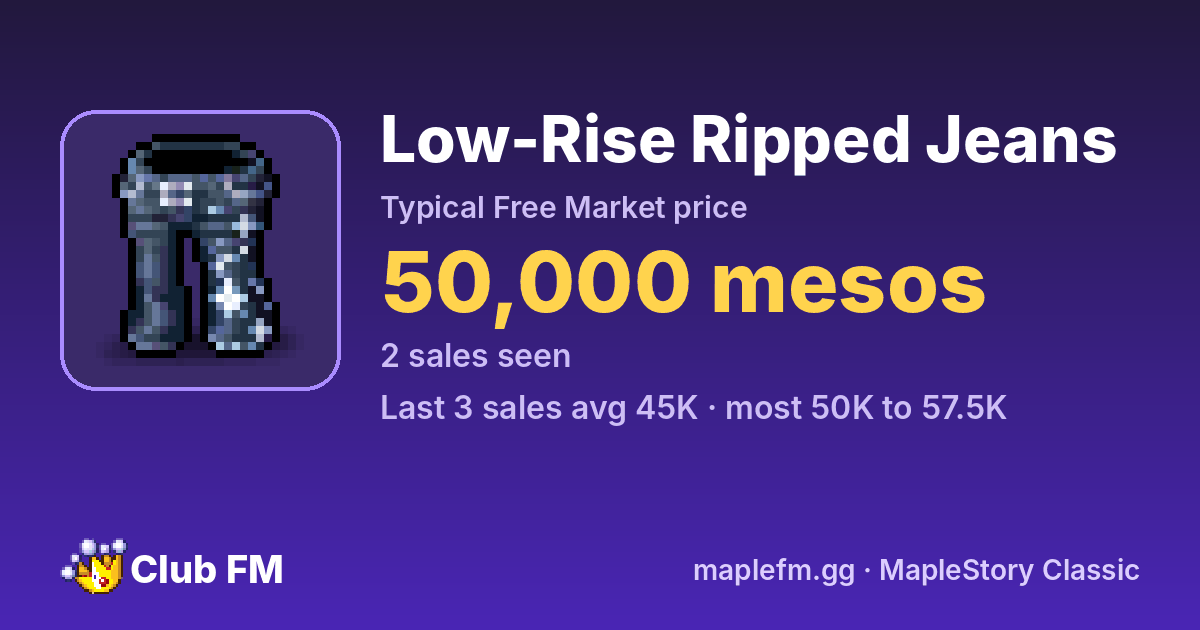 Low-Rise Ripped Jeans
Typical Free Market price
50,000 mesos
2 sales seen
Last 3 sales avg 45K · most 50K to 57.5K
Club FM
maplefm.gg · MapleStory Classic